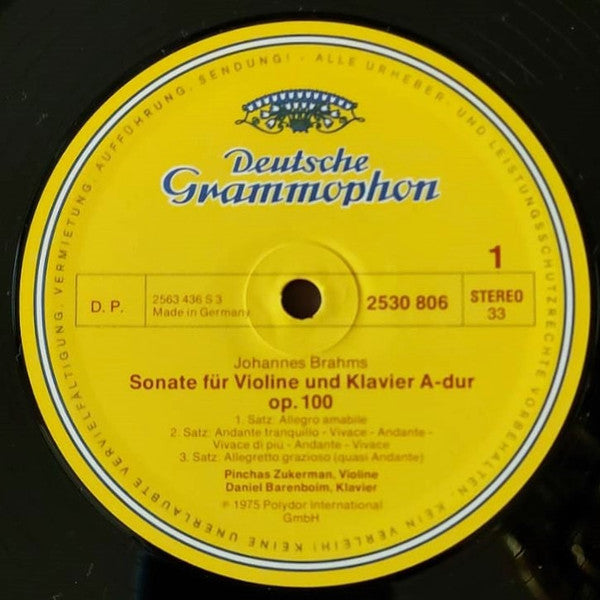 ALLE URHEBER- UND LEISTUNGSSCHUTZRECHTE VORBEHALTEN. KEIN VERLEIH! KEINE UNERLAUBTE VERVIELFÄLTIGUNG, VERMIETUNG, AUFFÜHRUNG, SENDUNG! -
Deutsche
Grammophon
1
D. P.
2563 436 S 3
Made in Germany
2530 806
STEREO
33
Johannes Brahms
Sonate für Violine und Klavier A-dur
op. 100
1. Satz: Allegro amabile
2. Satz: Andante tranquillo - Vivace - Andante -
Vivace di più - Andante - Vivace
3. Satz: Allegretto grazioso (quasi Andante)
Pinchas Zukerman, Violine
Daniel Barenboim, Klavier
℗ 1975 Polydor International
GmbH